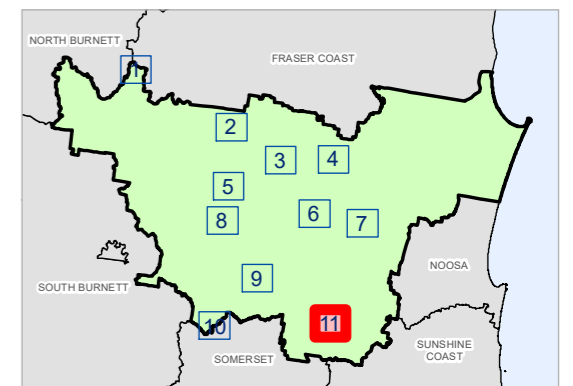 NORTH BURNETT
FRASER COAST
1
2
3
4
5
6
7
8
9
NOOSA
SOUTH BURNETT
10
11
SOMERSET
SUNSHINE
COAST